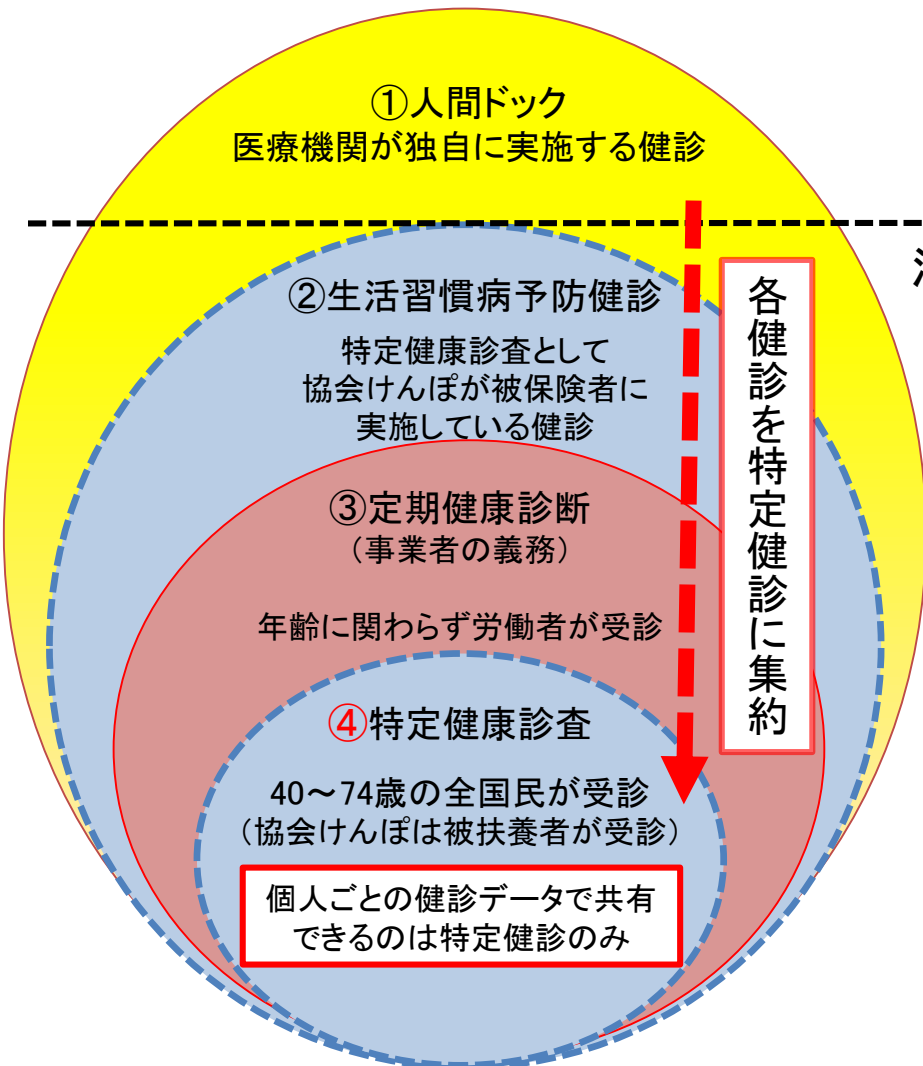 ①人間ドック
医療機関が独自に実施する健診
②生活習慣病予防健診
特定健康診査として
協会けんぽが被保険者に
実施している健診
各健診を特定健診に集約
③定期健康診断
（事業者の義務）
年齢に関わらず労働者が受診
④特定健康診査
40～74歳の全国民が受診
（協会けんぽは被扶養者が受診）
個人ごとの健診データで共有
できるのは特定健診のみ